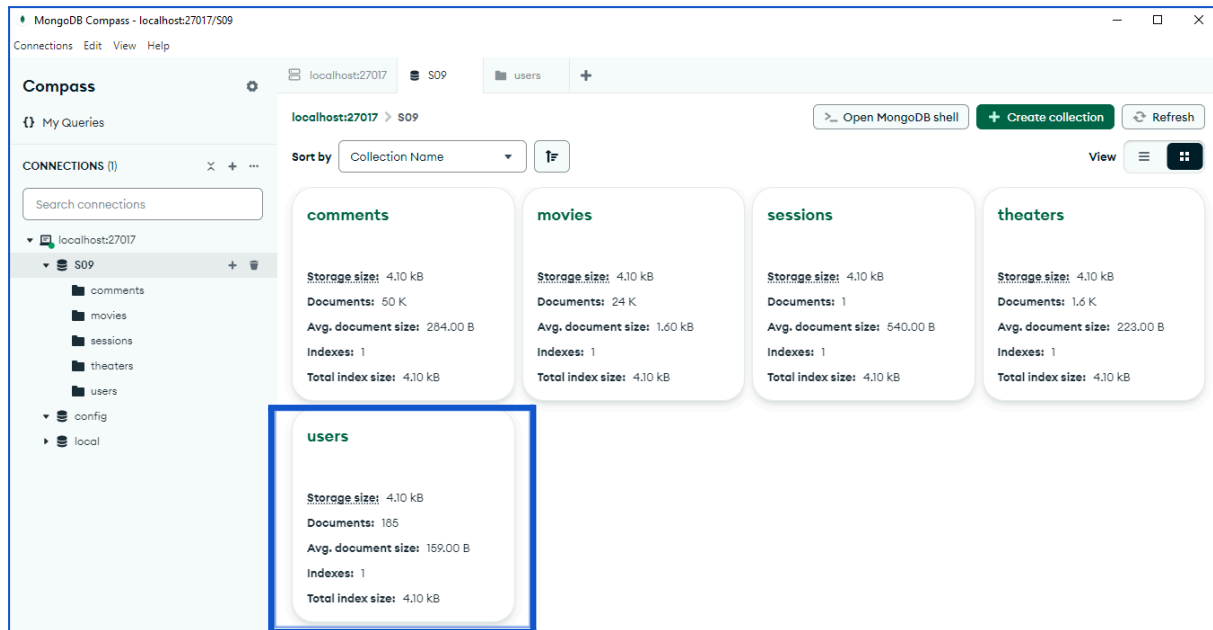 MongoDB Compass - localhost:27017/S09
Connections Edit View Help
Compass
{} My Queries
CONNECTIONS (1)
Search connections
localhost:27017
S09
comments
movies
sessions
theaters
users
config
local
localhost:27017 S09 users +
localhost:27017 > S09
>_ Open MongoDB shell + Create collection Refresh
Sort by Collection Name View
comments
Storage size: 4.10 kB
Documents: 50 K
Avg. document size: 284.00 B
Indexes: 1
Total index size: 4.10 kB
movies
Storage size: 4.10 kB
Documents: 24 K
Avg. document size: 1.60 kB
Indexes: 1
Total index size: 4.10 kB
sessions
Storage size: 4.10 kB
Documents: 1
Avg. document size: 540.00 B
Indexes: 1
Total index size: 4.10 kB
theaters
Storage size: 4.10 kB
Documents: 1.6 K
Avg. document size: 223.00 B
Indexes: 1
Total index size: 4.10 kB
users
Storage size: 4.10 kB
Documents: 185
Avg. document size: 159.00 B
Indexes: 1
Total index size: 4.10 kB